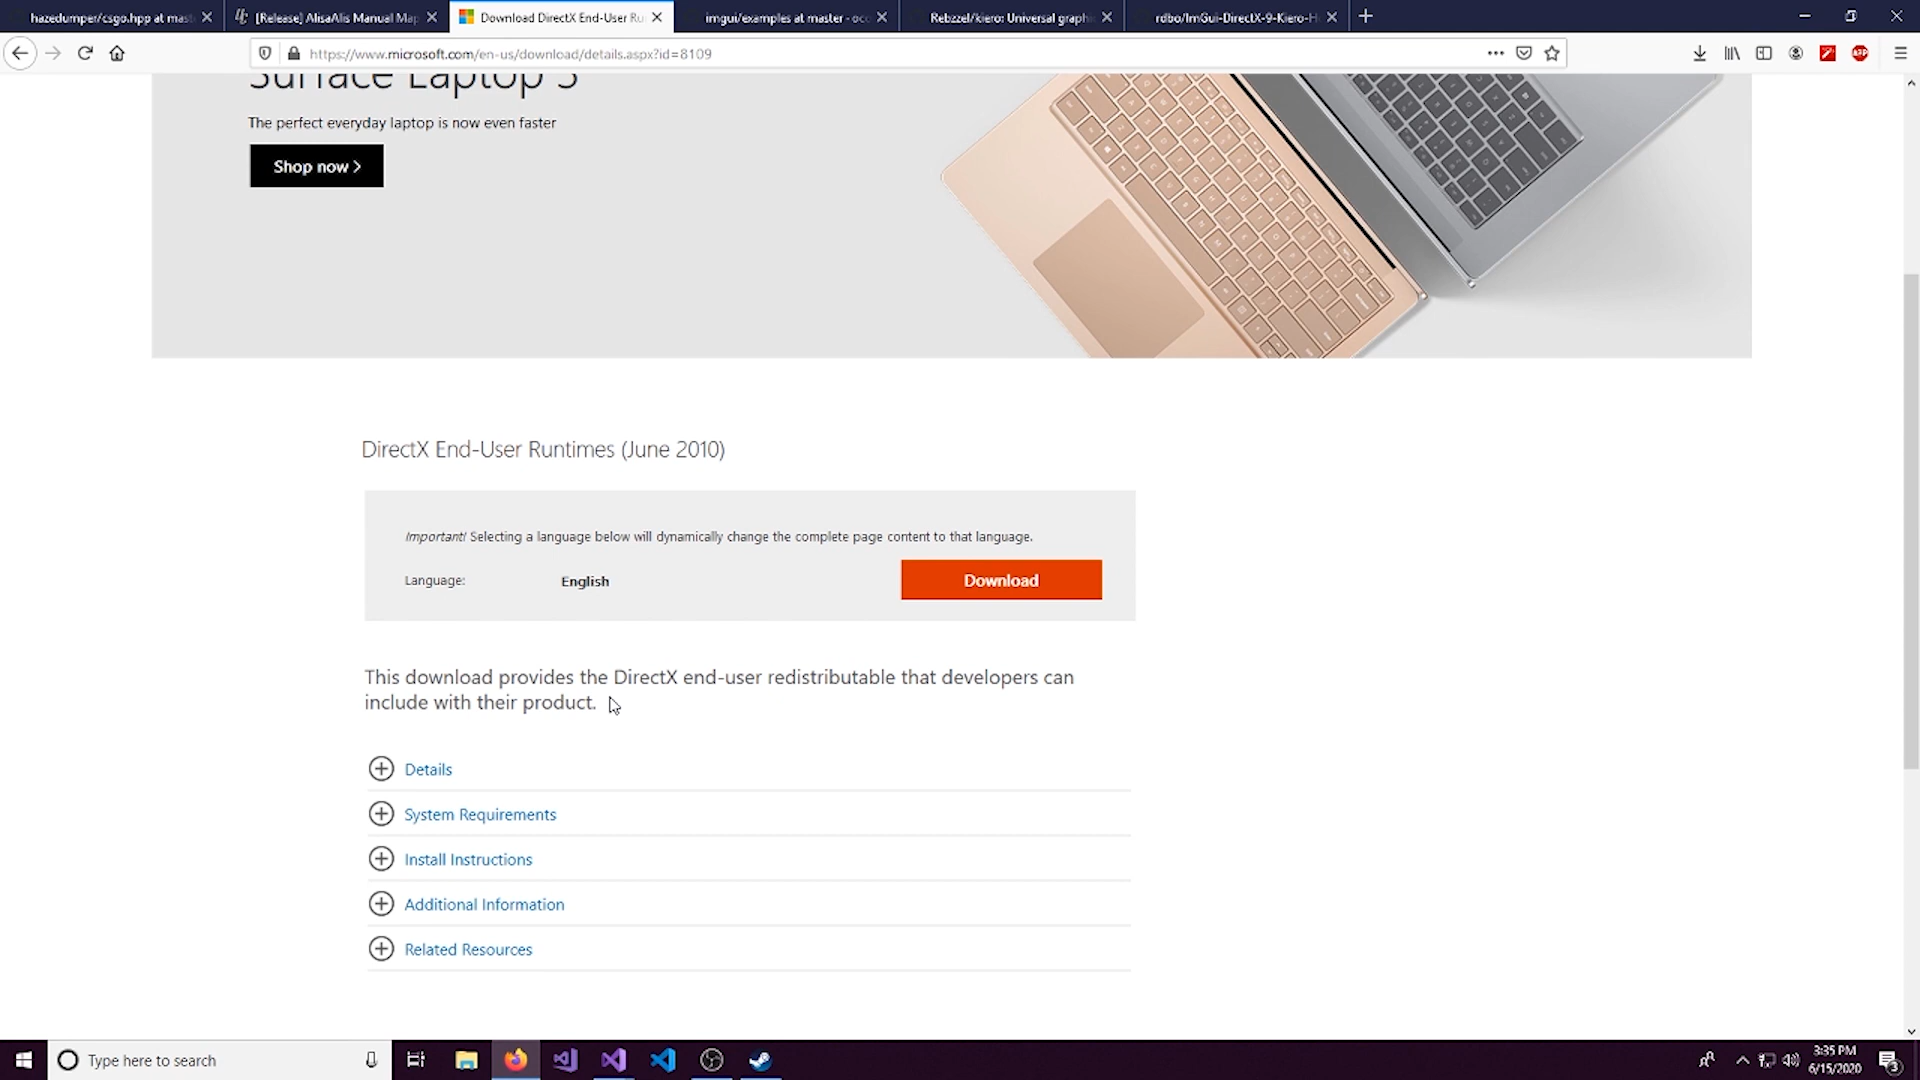 hazedumper/csgo.hpp at mast
[Release] AlisaAlis Manual Map
Download DirectX End-User Ru
imgui/examples at master · oco
Rebzzel/kiero: Universal graphi
rdbo/ImGui-DirectX-9-Kiero-H
https://www.microsoft.com/en-us/download/details.aspx?id=8109
ABP
Surface Laptop 3
The perfect everyday laptop is now even faster
Shop now >
DirectX End-User Runtimes (June 2010)
Important! Selecting a language below will dynamically change the complete page content to that language.
Language:
English
Download
This download provides the DirectX end-user redistributable that developers can
include with their product.
Details
System Requirements
Install Instructions
Additional Information
Related Resources
Type here to search
3:35 PM
6/15/2020
3